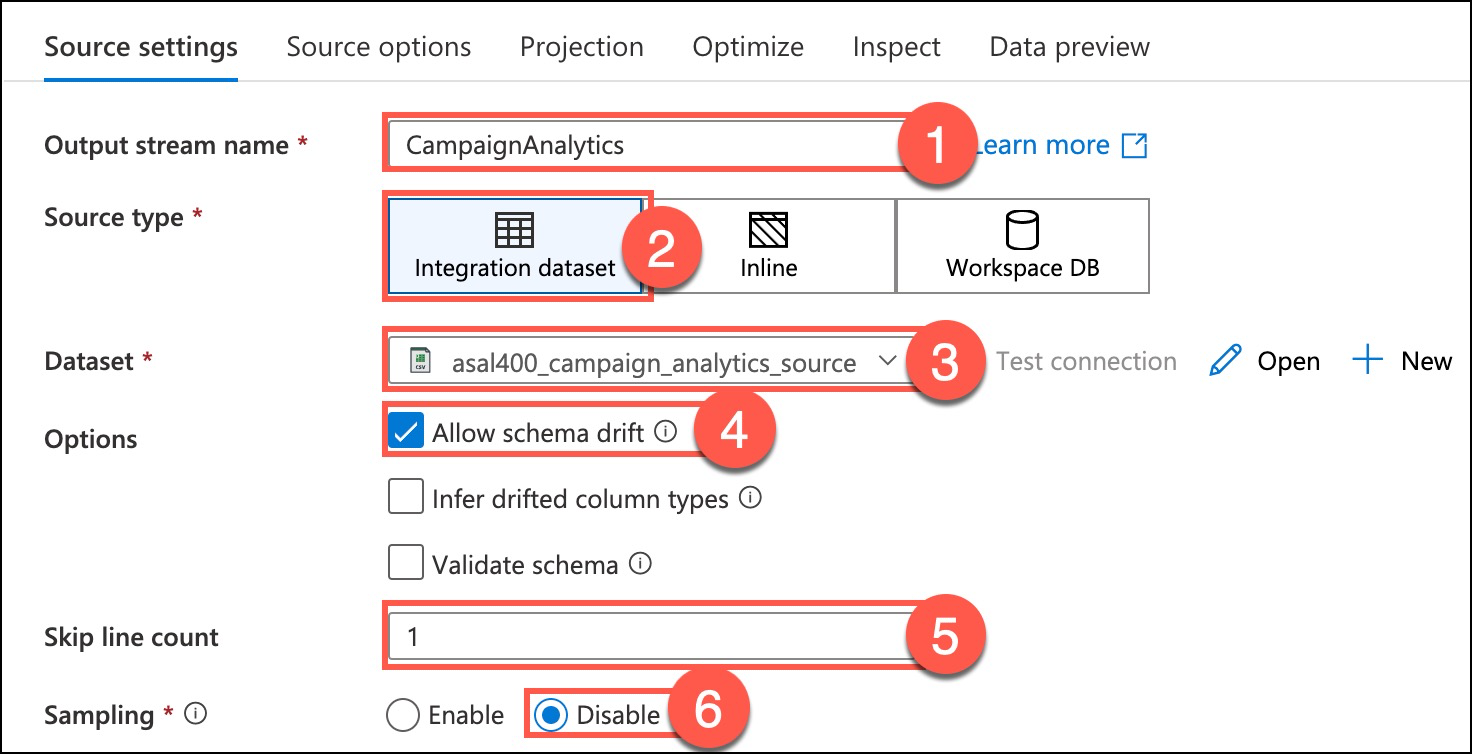 Source settings Source options Projection Optimize Inspect Data preview
Output stream name * CampaignAnalytics 1 Learn more
Source type * Integration dataset 2 Inline Workspace DB
Dataset * CSV asal400_campaign_analytics_source 3 Test connection Open New
Options Allow schema drift 4
Infer drifted column types
Validate schema
Skip line count 1 5
Sampling * Enable Disable 6